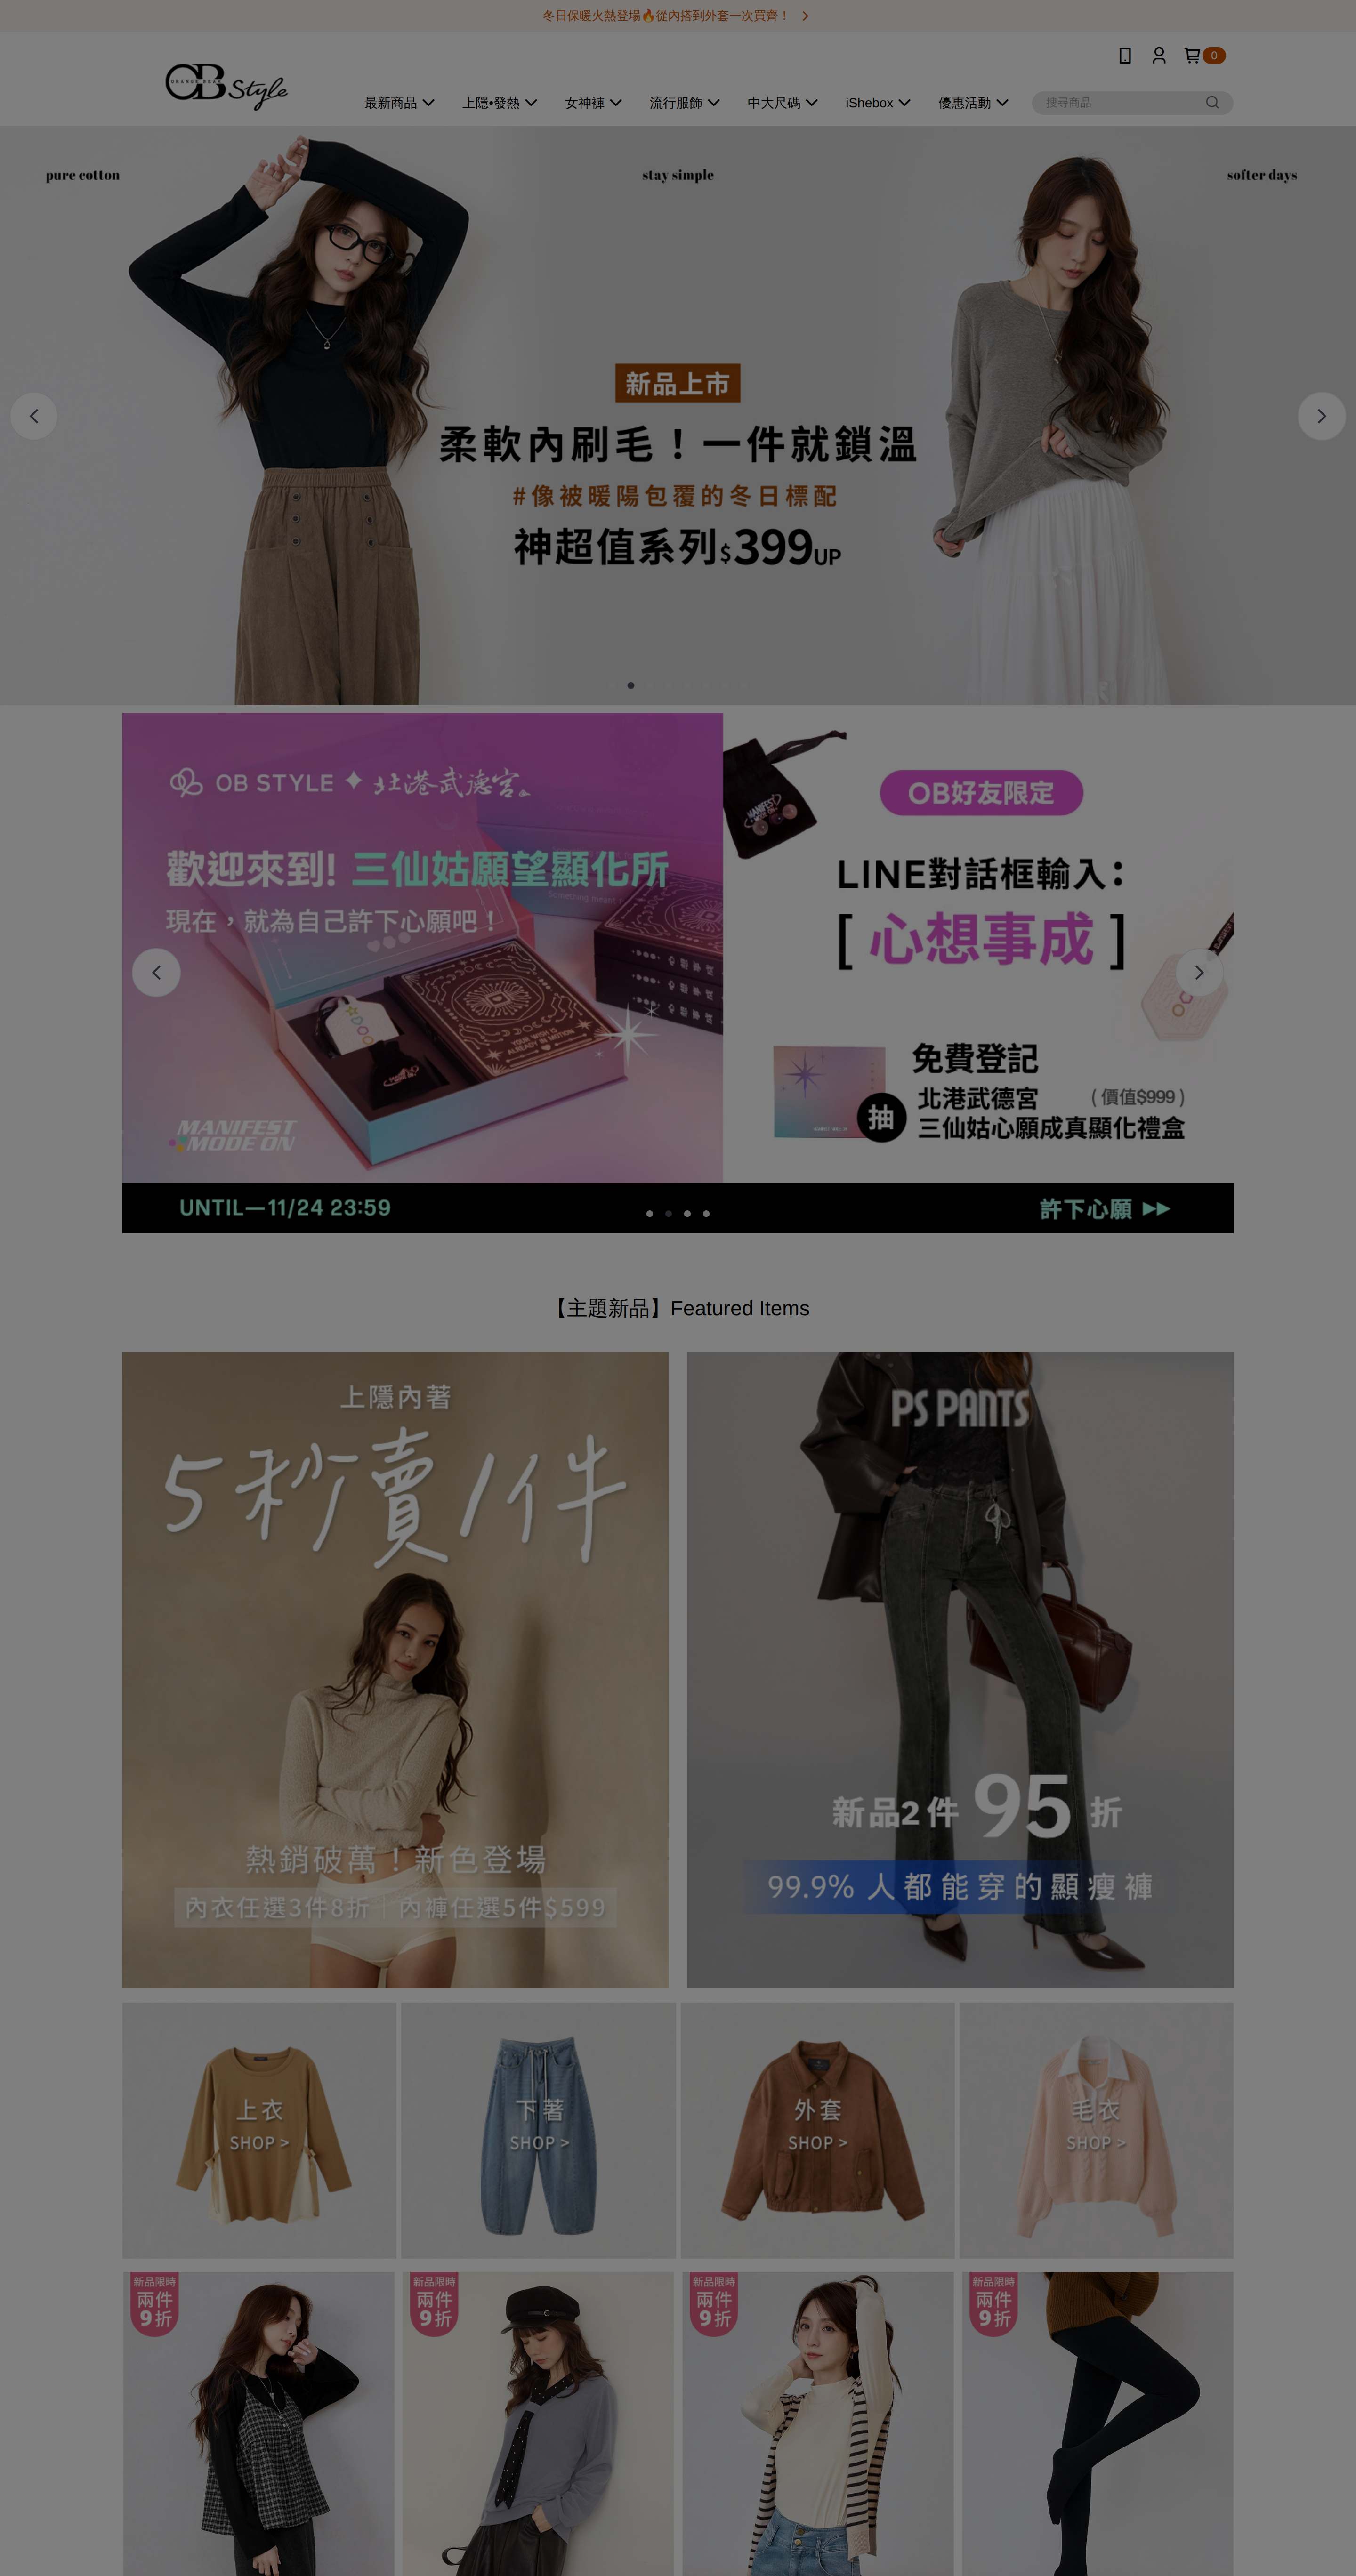 冬日保暖火熱登場🔥從內搭到外套一次買齊！
0
ORANGE BEAR
OB Style
最新商品
上隱•發熱
女神褲
流行服飾
中大尺碼
iShebox
優惠活動
搜尋商品
pure cotton
stay simple
softer days
新品上市
柔軟內刷毛！一件就鎖溫
#像被暖陽包覆的冬日標配
神超值系列$399UP
OB STYLE ✦ 北港武德宮
歡迎來到! 三仙姑願望顯化所
現在，就為自己許下心願吧！
YOUR WISH IS
ALREADY IN MOTION
MANIFEST
MODE ON
OB好友限定
LINE對話框輸入：
[ 心想事成 ]
免費登記
抽
北港武德宮
(價值$999)
三仙姑心願成真顯化禮盒
UNTIL—11/24 23:59
許下心願 ▶▶
【主題新品】Featured Items
上隱內著
5秒賣1件
熱銷破萬！新色登場
內衣任選3件8折｜內褲任選5件$599
PS PANTS
新品2件 95 折
99.9% 人都能穿的顯瘦褲
上衣
SHOP >
下著
SHOP >
外套
SHOP >
毛衣
SHOP >
新品限時
兩件
9折
新品限時
兩件
9折
新品限時
兩件
9折
新品限時
兩件
9折